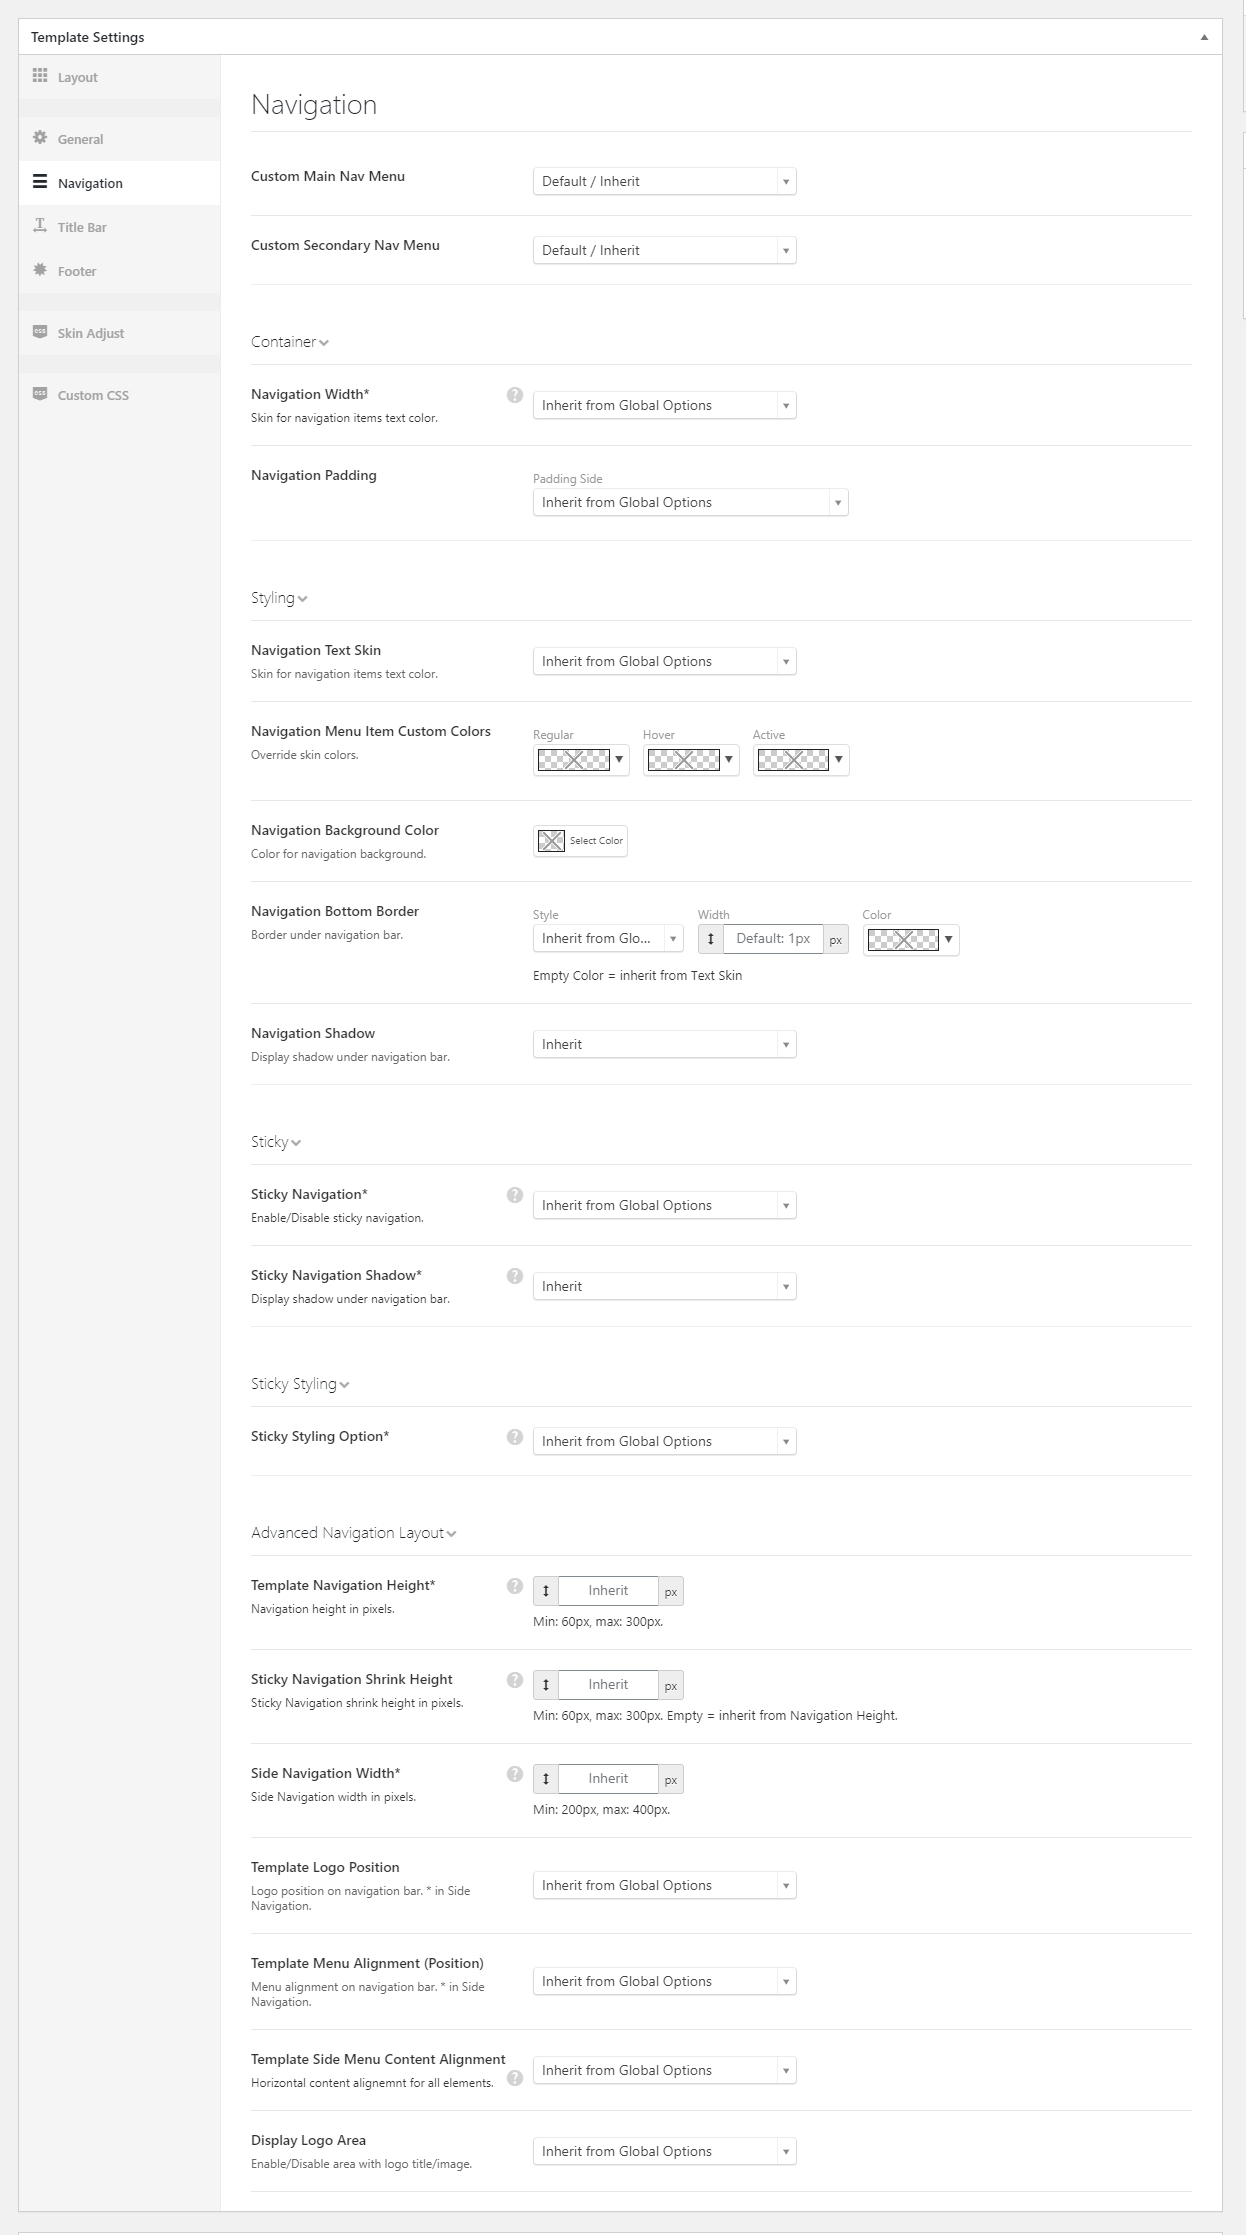 Template Settings
Layout
General
Navigation
Title Bar
Footer
Skin Adjust
Custom CSS
Navigation
Custom Main Nav Menu
Default / Inherit
Custom Secondary Nav Menu
Default / Inherit
Container
Navigation Width*
Skin for navigation items text color.
?
Inherit from Global Options
Navigation Padding
Padding Side
Inherit from Global Options
Styling
Navigation Text Skin
Skin for navigation items text color.
Inherit from Global Options
Navigation Menu Item Custom Colors
Override skin colors.
Regular Hover Active
Navigation Background Color
Color for navigation background.
Select Color
Navigation Bottom Border
Border under navigation bar.
Style Width Color
Inherit from Glo... Default: 1px px
Empty Color = inherit from Text Skin
Navigation Shadow
Display shadow under navigation bar.
Inherit
Sticky
Sticky Navigation*
Enable/Disable sticky navigation.
?
Inherit from Global Options
Sticky Navigation Shadow*
Display shadow under navigation bar.
?
Inherit
Sticky Styling
Sticky Styling Option*
?
Inherit from Global Options
Advanced Navigation Layout
Template Navigation Height*
Navigation height in pixels.
?
Inherit px
Min: 60px, max: 300px.
Sticky Navigation Shrink Height
Sticky Navigation shrink height in pixels.
?
Inherit px
Min: 60px, max: 300px. Empty = inherit from Navigation Height.
Side Navigation Width*
Side Navigation width in pixels.
?
Inherit px
Min: 200px, max: 400px.
Template Logo Position
Logo position on navigation bar. * in Side
Navigation.
Inherit from Global Options
Template Menu Alignment (Position)
Menu alignment on navigation bar. * in Side
Navigation.
Inherit from Global Options
Template Side Menu Content Alignment
Horizontal content alignemnt for all elements.
?
Inherit from Global Options
Display Logo Area
Enable/Disable area with logo title/image.
Inherit from Global Options